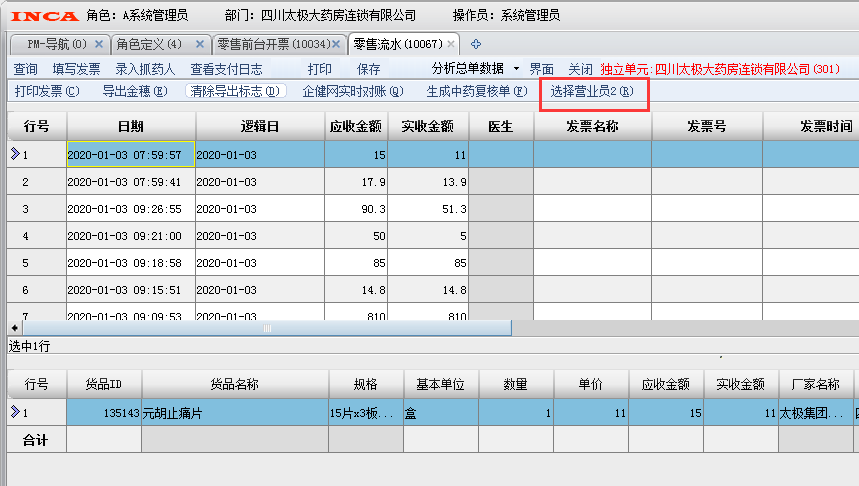 INCA 角色: A系统管理员 部门: 四川太极大药房连锁有限公司 操作员: 系统管理员
PM-导航(0) 角色定义(4) 零售前台开票(10034) 零售流水(10067)
查询 填写发票 录入抓药人 查看支付日志 打印 保存 分析总单数据 界面 关闭 独立单元:四川太极大药房连锁有限公司(301)
打印发票(C) 导出金穗(E) 清除导出标志(D) 企健网实时对账(Q) 生成中药复核单(F) 选择营业员2(R)
行号 日期 逻辑日 应收金额 实收金额 医生 发票名称 发票号 发票时间
1 2020-01-03 07:59:57 2020-01-03 15 11
2 2020-01-03 07:59:41 2020-01-03 17.9 13.9
3 2020-01-03 09:26:55 2020-01-03 90.3 51.3
4 2020-01-03 09:21:00 2020-01-03 50 5
5 2020-01-03 09:18:58 2020-01-03 85 85
6 2020-01-03 09:15:51 2020-01-03 14.8 14.8
7 2020-01-03 09:09:53 2020-01-03 810 810
选中1行
行号 货品ID 货品名称 规格 基本单位 数量 单价 应收金额 实收金额 厂家名称
1 135143 元胡止痛片 15片x3板... 盒 1 11 15 11 太极集团...
合计